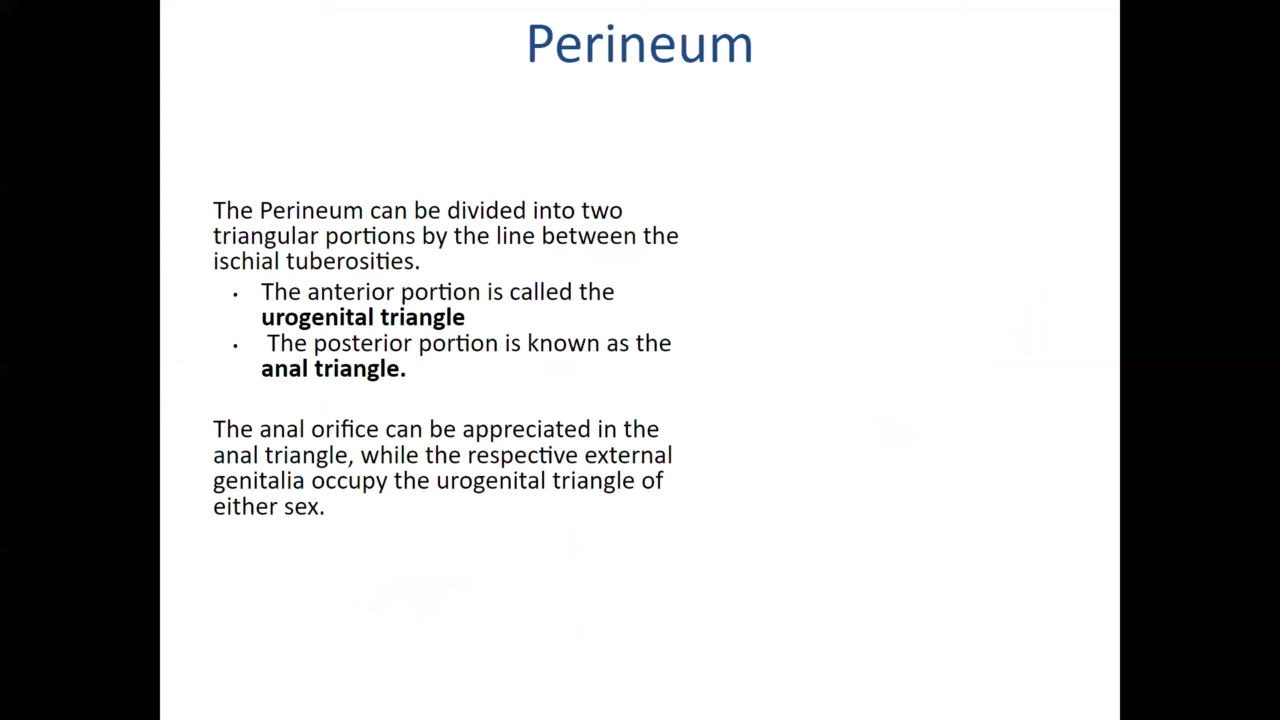 Perineum
The Perineum can be divided into two
triangular portions by the line between the
ischial tuberosities.
• The anterior portion is called the
urogenital triangle
• The posterior portion is known as the
anal triangle.
The anal orifice can be appreciated in the
anal triangle, while the respective external
genitalia occupy the urogenital triangle of
either sex.